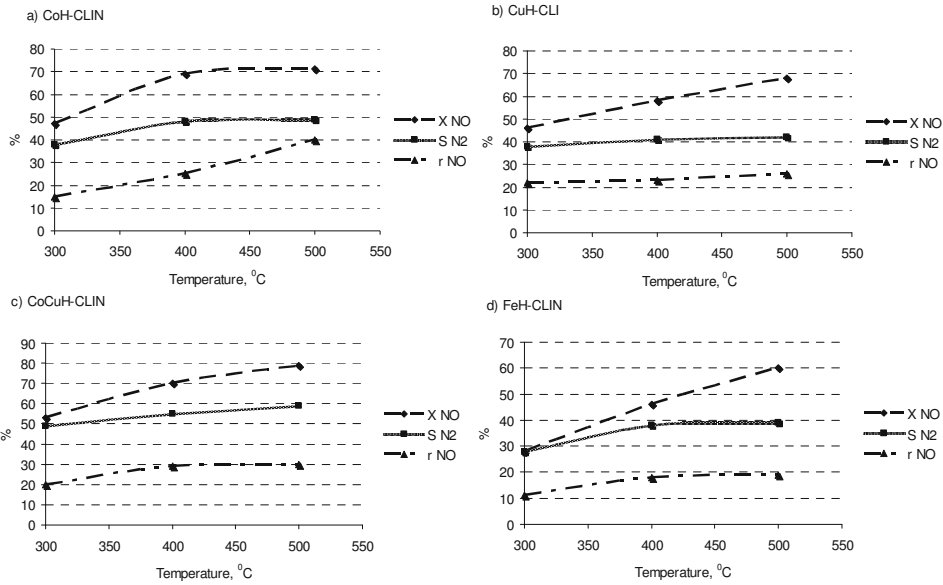 a) CoH-CLIN
80
70
60
50
40
30
20
10
0
%
300 350 400 450 500 550
Temperature, ⁰C
X NO
S N2
r NO
b) CuH-CLI
80
70
60
50
40
30
20
10
0
%
300 350 400 450 500 550
Temperature, ⁰C
X NO
S N2
r NO
c) CoCuH-CLIN
90
80
70
60
50
40
30
20
10
0
%
300 350 400 450 500 550
Temperature, ⁰C
X NO
S N2
r NO
d) FeH-CLIN
70
60
50
40
30
20
10
0
%
300 350 400 450 500 550
Temperature, ⁰C
X NO
S N2
r NO